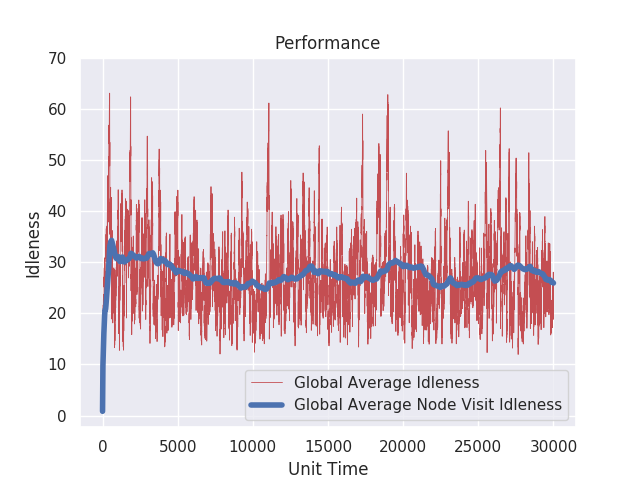 Performance
70
60
50
40
30
20
10
0
Idleness
0 5000 10000 15000 20000 25000 30000
Unit Time
Global Average Idleness
Global Average Node Visit Idleness